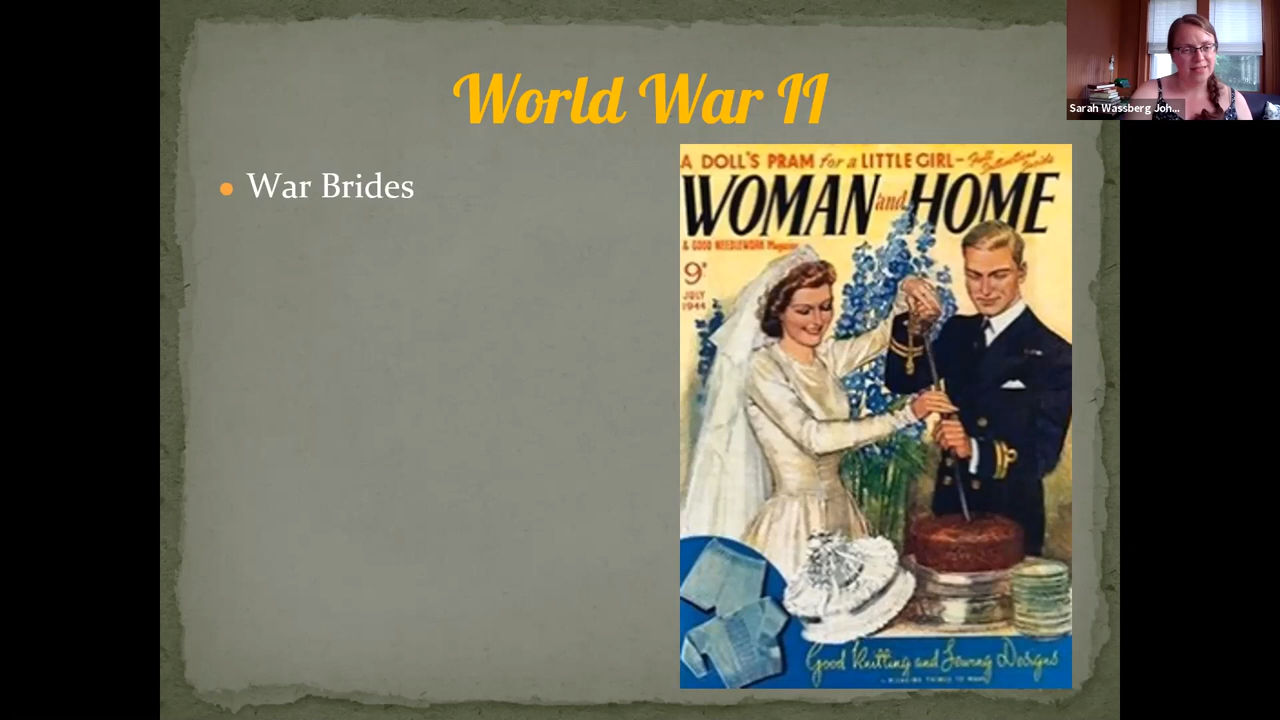 World War II
Sarah Wassberg Joh...
War Brides
A DOLL'S PRAM for a LITTLE GIRL-
WOMAN and HOME
& GOOD NEEDLEWORK Magazine
9ᴰ
JULY
1944
Good Knitting and Sewing Designs